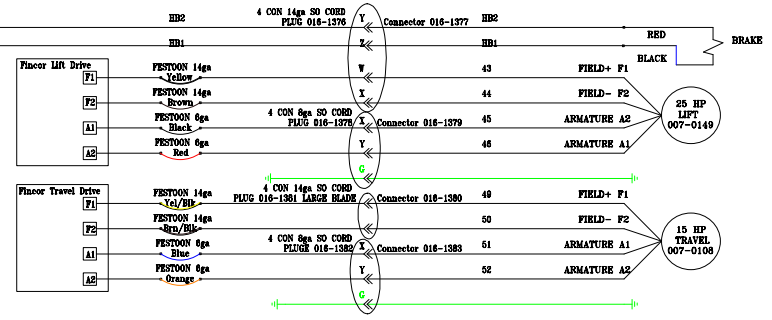 HB2 4 CON 14ga SO CORD Y HB2
PLUG 016-1376 Connector 016-1377
HB1 Z HB1 RED
BRAKE
BLACK
Fincor Lift Drive FESTOON 14ga W 43 FIELD+ F1
F1 Yellow
FESTOON 14ga X 44 FIELD- F2
F2 Brown
25 HP
LIFT
007-0149
4 CON 8ga SO CORD
FESTOON 6ga PLUG 016-1378 X Connector 016-1379 45 ARMATURE A2
A1 Black
FESTOON 6ga Y 46 ARMATURE A1
A2 Red
G
Fincor Travel Drive FESTOON 14ga 4 CON 14ga SO CORD 49 FIELD+ F1
PLUG 016-1381 LARGE BLADE Connector 016-1380
F1 Yel/Blk
FESTOON 14ga 50 FIELD- F2
F2 Brn/Blk
15 HP
TRAVEL
007-0108
4 CON 8ga SO CORD
FESTOON 6ga PLUGE 016-1382 X Connector 016-1383 51 ARMATURE A1
A1 Blue
FESTOON 6ga Y 52 ARMATURE A2
A2 Orange
G